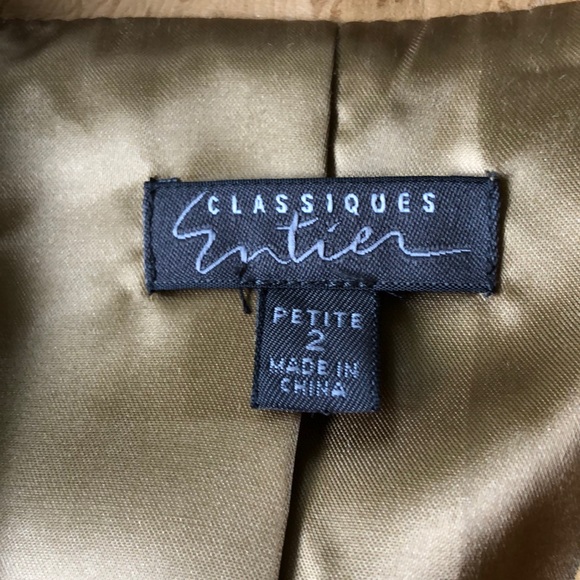 CLASSIQUES
Entier
PETITE
2
MADE IN
CHINA